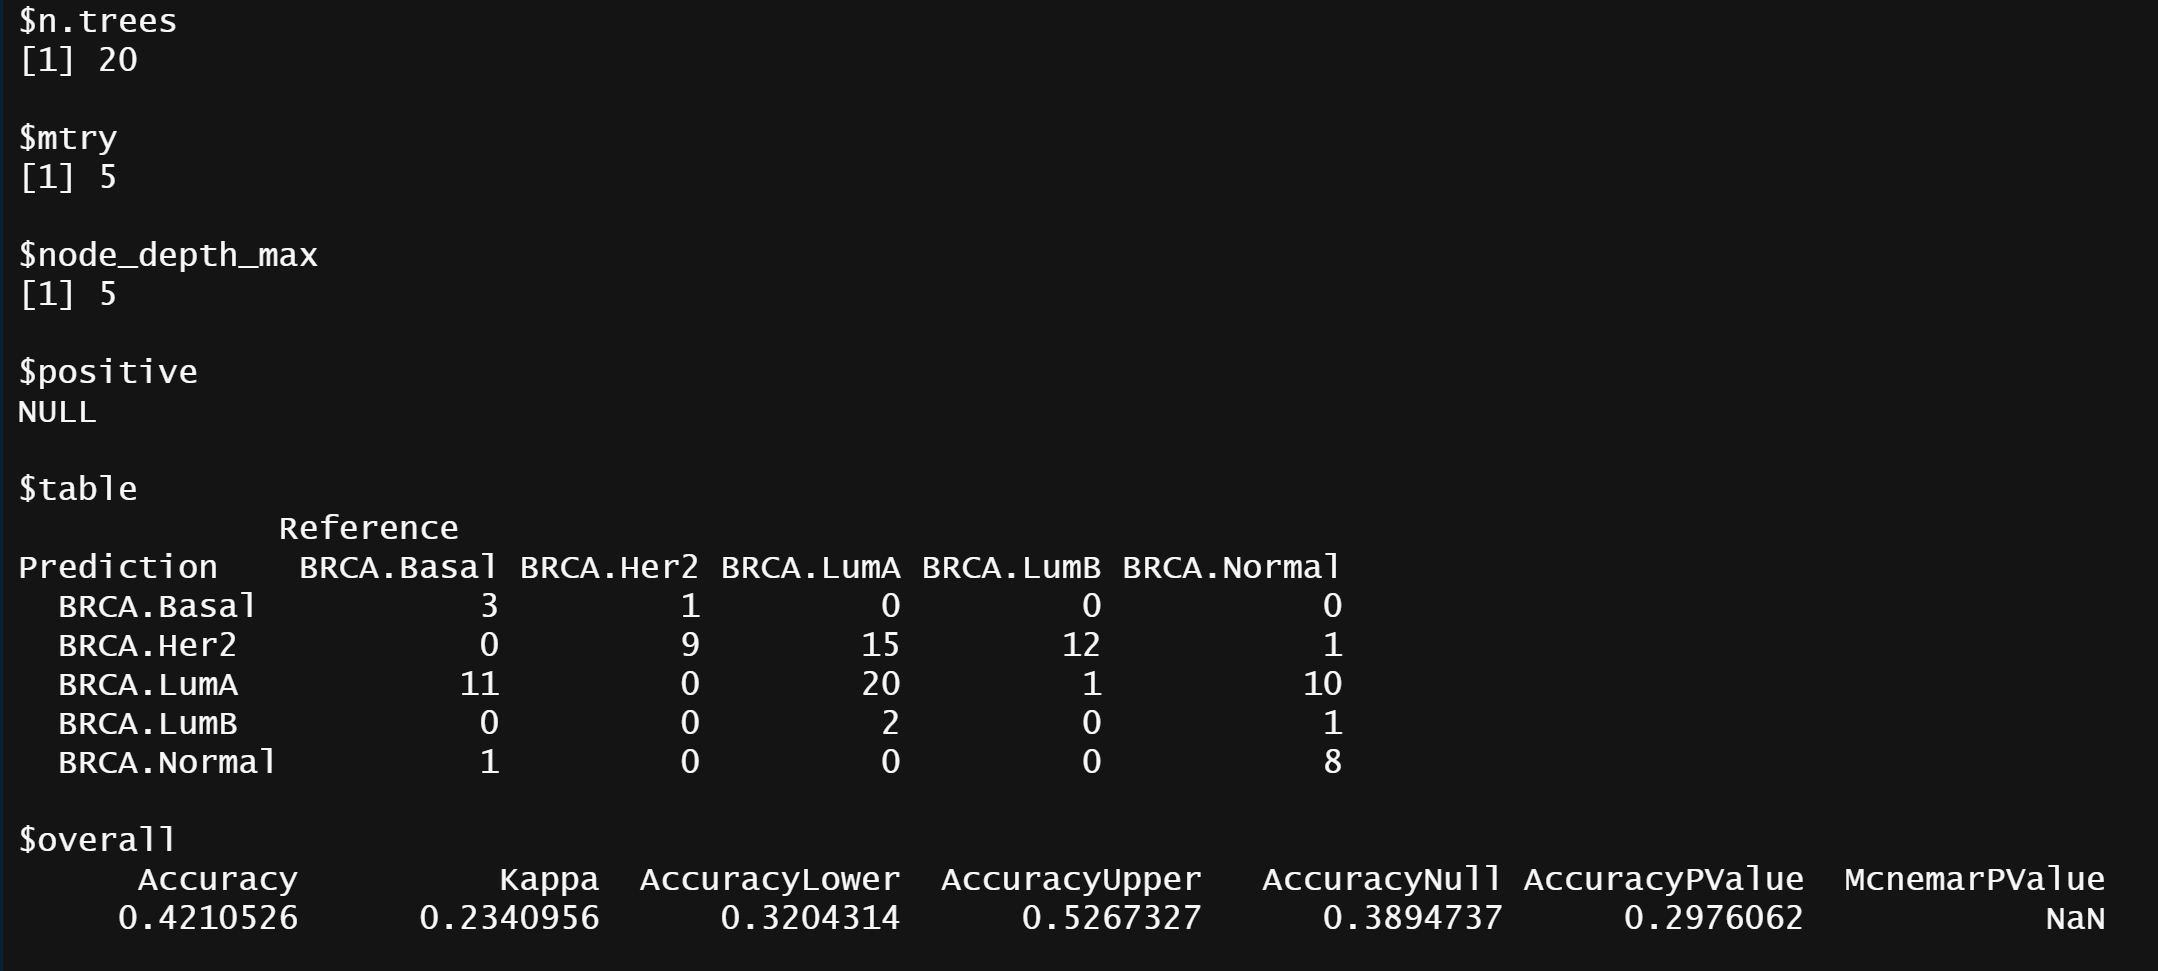 $n.trees
[1] 20
$mtry
[1] 5
$node_depth_max
[1] 5
$positive
NULL
$table
Reference
Prediction BRCA.Basal BRCA.Her2 BRCA.LumA BRCA.LumB BRCA.Normal
BRCA.Basal 3 1 0 0 0
BRCA.Her2 0 9 15 12 1
BRCA.LumA 11 0 20 1 10
BRCA.LumB 0 0 2 0 1
BRCA.Normal 1 0 0 0 8
$overall
Accuracy Kappa AccuracyLower AccuracyUpper AccuracyNull AccuracyPValue McnemarPValue
0.4210526 0.2340956 0.3204314 0.5267327 0.3894737 0.2976062 NaN